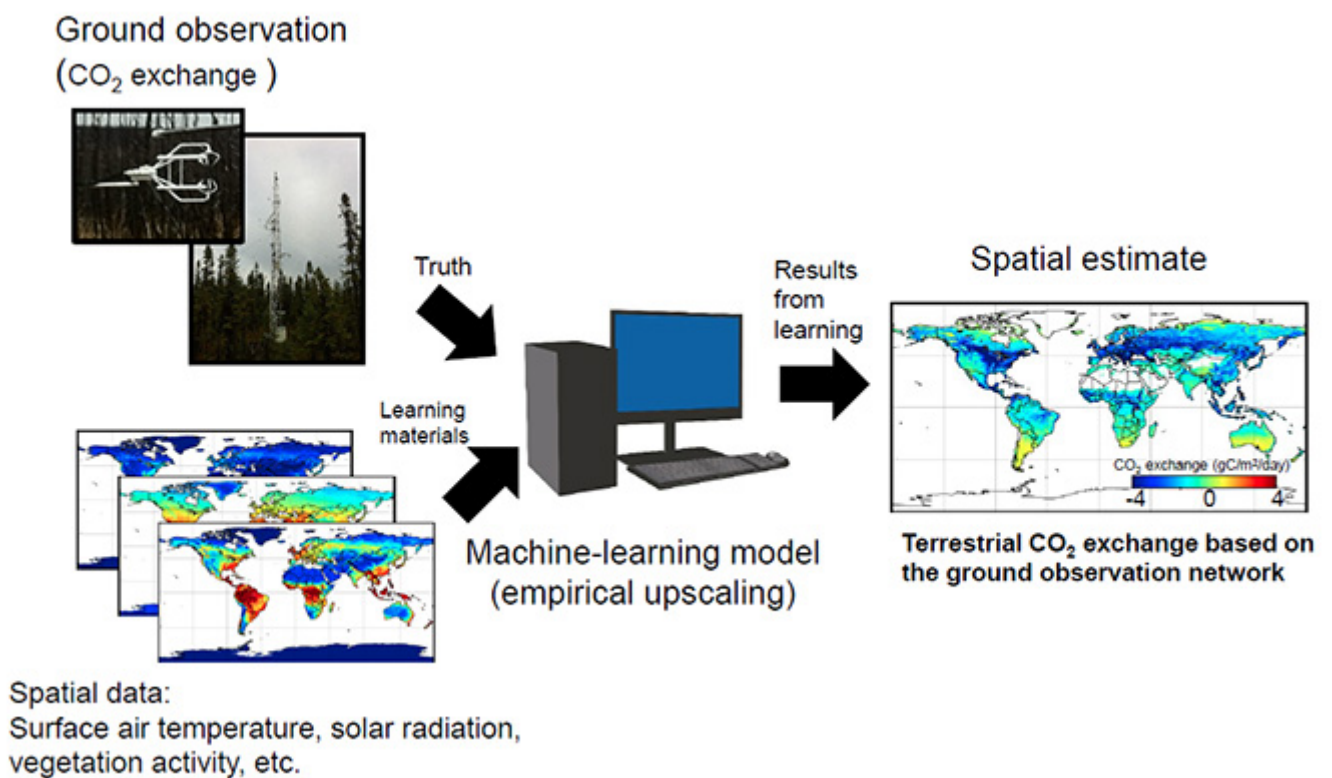 Ground observation
(CO₂ exchange )
Truth
Learning
materials
Spatial data:
Surface air temperature, solar radiation,
vegetation activity, etc.
Machine-learning model
(empirical upscaling)
Results
from
learning
Spatial estimate
CO₂ exchange (gC/m²/day)
-4 0 4
Terrestrial CO₂ exchange based on
the ground observation network